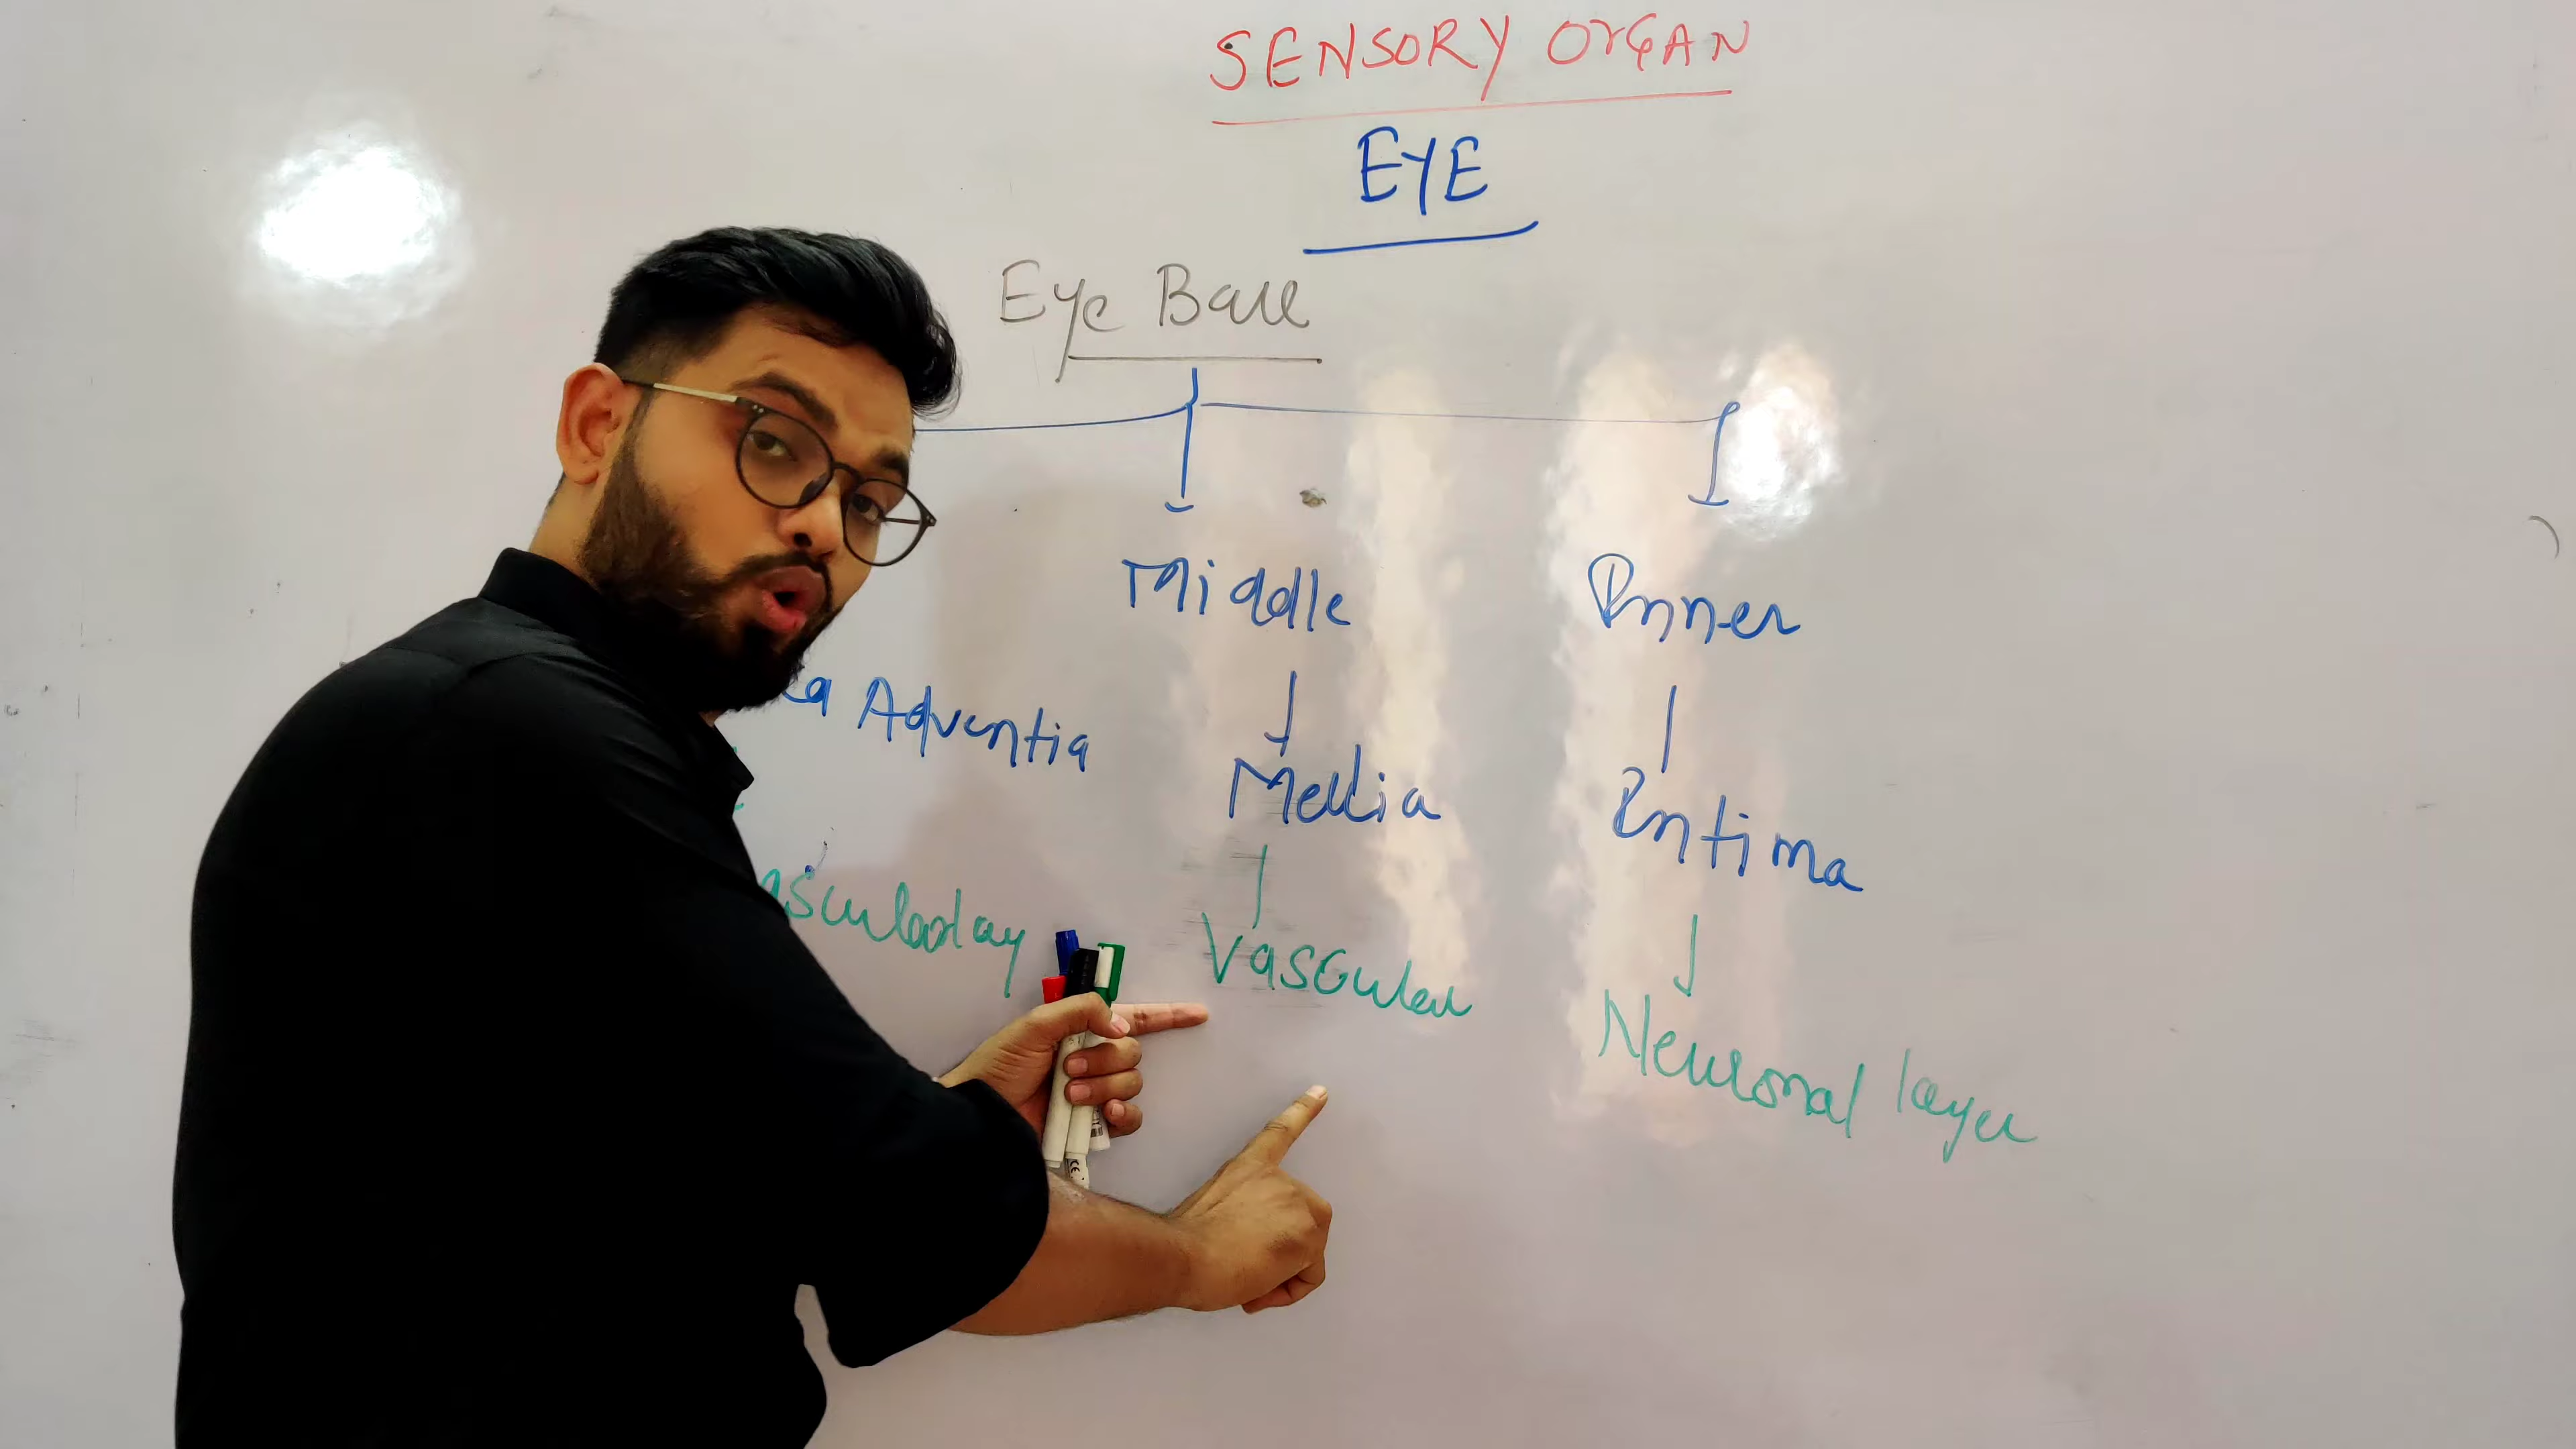 SENSORY ORGAN
EYE
Eye Ball
Middle
Inner
Adventia
Media
Intima
Vascular
Neuronal layer